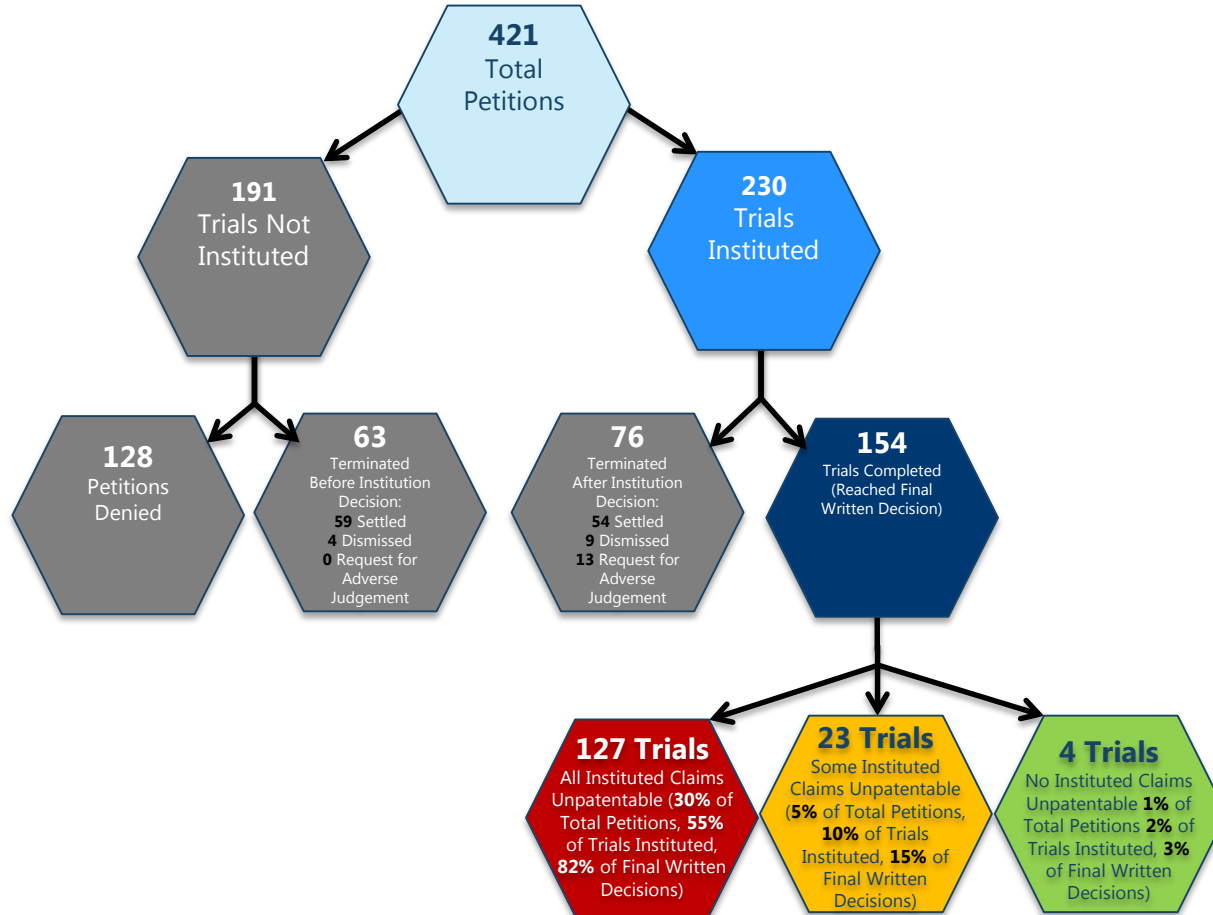 421
Total
Petitions
191
Trials Not
Instituted
230
Trials
Instituted
128
Petitions
Denied
63
Terminated
Before Institution
Decision:
59 Settled
4 Dismissed
0 Request for
Adverse
Judgement
76
Terminated
After Institution
Decision:
54 Settled
9 Dismissed
13 Request for
Adverse
Judgement
154
Trials Completed
(Reached Final
Written Decision)
127 Trials
All Instituted Claims
Unpatentable (30% of
Total Petitions, 55%
of Trials Instituted,
82% of Final Written
Decisions)
23 Trials
Some Instituted
Claims Unpatentable
(5% of Total Petitions,
10% of Trials
Instituted, 15% of
Final Written
Decisions)
4 Trials
No Instituted Claims
Unpatentable 1% of
Total Petitions 2% of
Trials Instituted, 3%
of Final Written
Decisions)